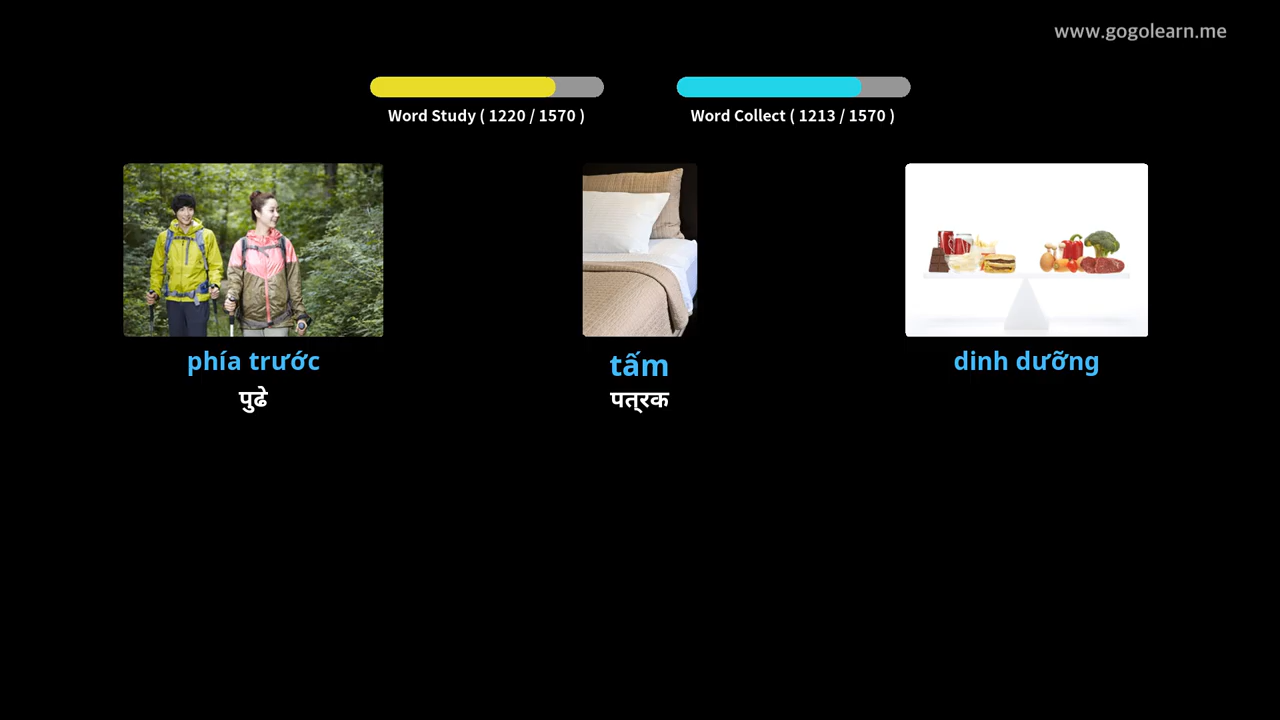 www.gogolearn.me
Word Study ( 1220 / 1570 )
Word Collect ( 1213 / 1570 )
phía trước
पुढे
tấm
पत्रक
dinh dưỡng